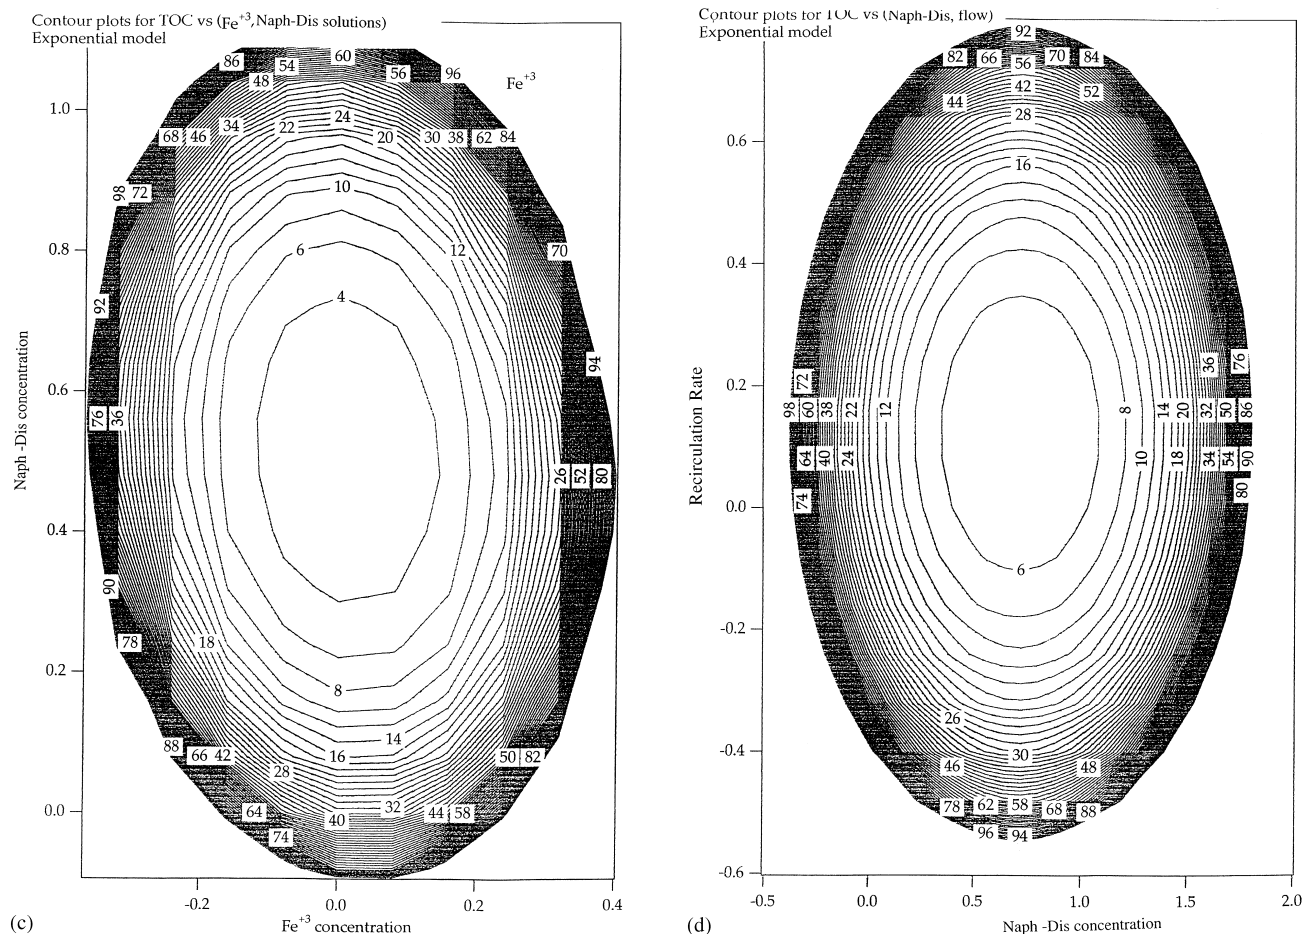 Contour plots for TOC vs (Fe+3,Naph-Dis solutions)
Exponential model
Fe+3
86 54 60 56 96
48
68 46 34 22 24 20 30 38 62 84
98 72 10
6 12 70
4
92
94
76 36
26 52 80
90
78 18
8
88 66 42 14 50 82
28 16
64 40 32 44 58
74
1.0
0.8
0.6
0.4
0.2
0.0
Naph -Dis concentration
-0.2 0.0 0.2 0.4
(c)
Fe+3 concentration
Contour plots for TOC vs (Naph-Dis, flow)
Exponential model
92
82 66 56 70 84
44 42 52
28
16
36 76
72
98 60 38 22 12 8 14 20 32 50 86
64 40 24 10 18 34 54 90
74 80
6
26
30
46 48
78 62 58 68 88
96 94
0.6
0.4
0.2
0.0
-0.2
-0.4
-0.6
Recirculation Rate
-0.5 0.0 0.5 1.0 1.5 2.0
(d)
Naph -Dis concentration